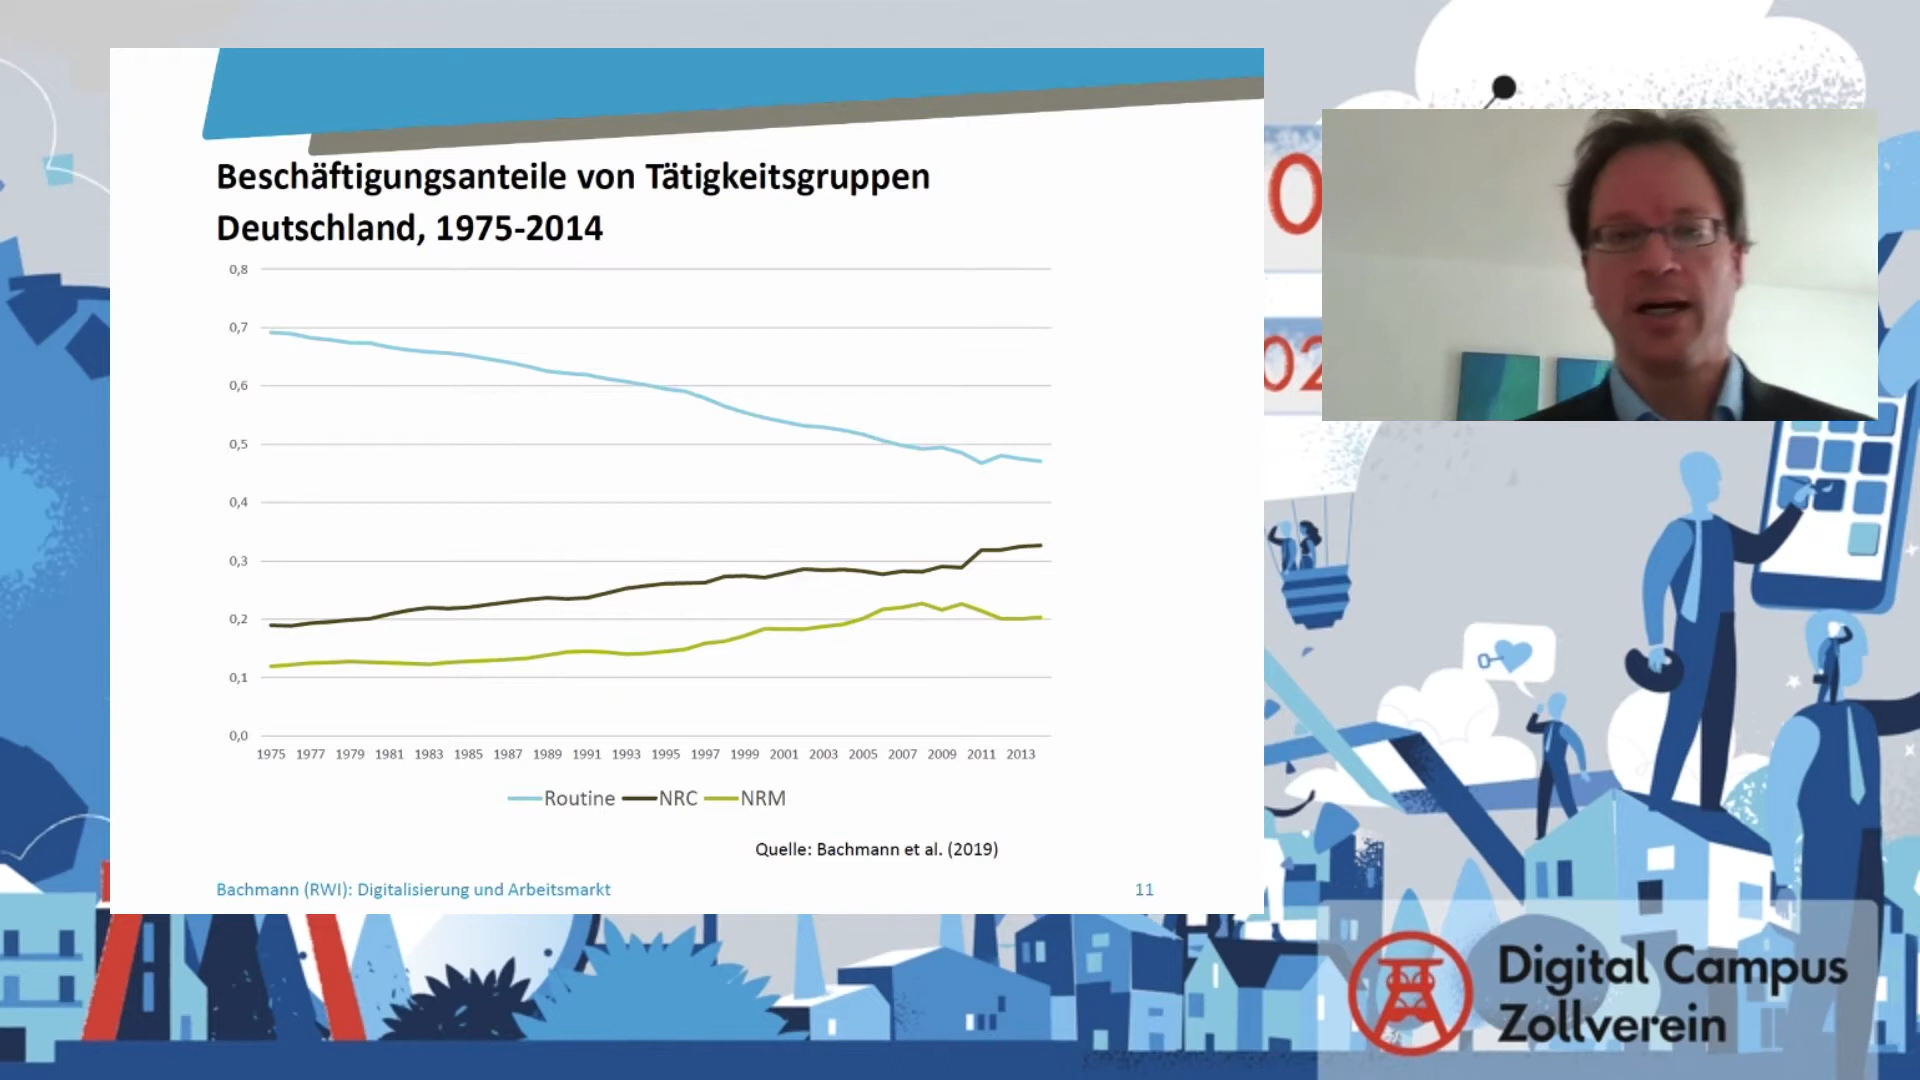 Beschäftigungsanteile von Tätigkeitsgruppen
Deutschland, 1975-2014
0,8
0,7
0,6
0,5
0,4
0,3
0,2
0,1
0,0
1975 1977 1979 1981 1983 1985 1987 1989 1991 1993 1995 1997 1999 2001 2003 2005 2007 2009 2011 2013
Routine NRC NRM
Quelle: Bachmann et al. (2019)
Bachmann (RWI): Digitalisierung und Arbeitsmarkt 11
Digital Campus
Zollverein